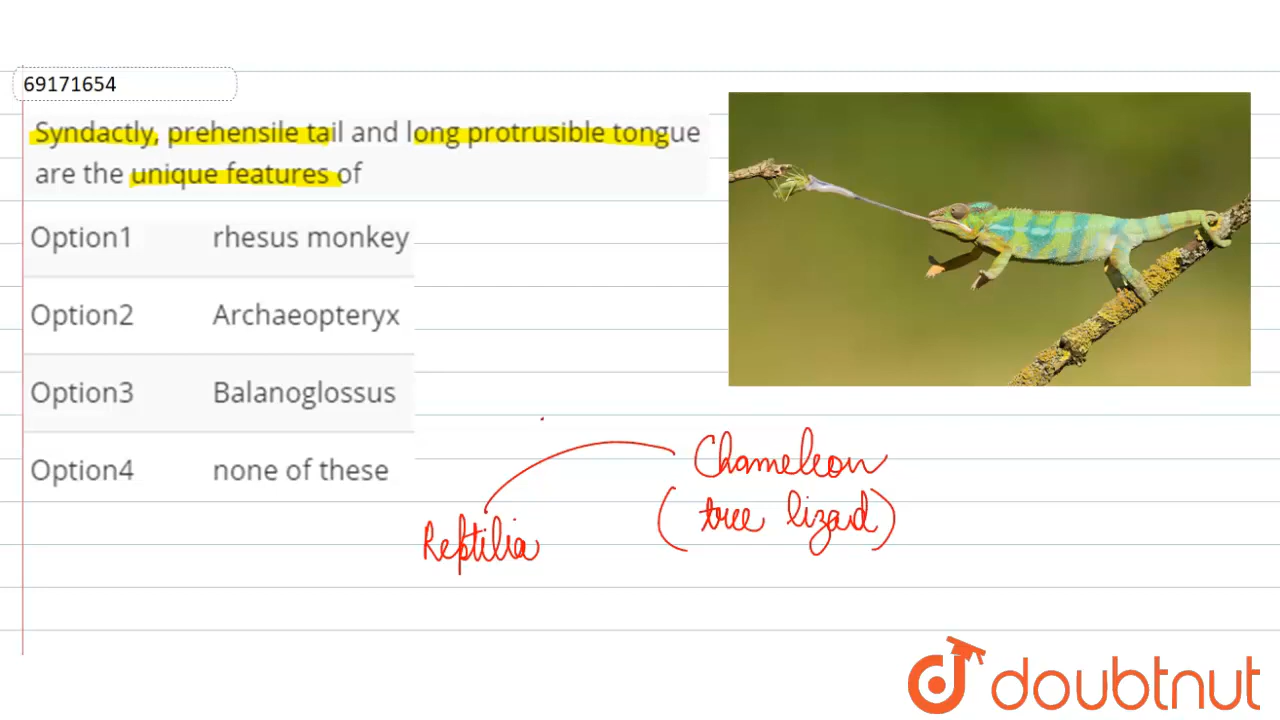 69171654
Syndactly, prehensile tail and long protrusible tongue
are the unique features of
Option1 rhesus monkey
Option2 Archaeopteryx
Option3 Balanoglossus
Option4 none of these
Chameleon
(tree lizard)
Reptilia
doubtnut